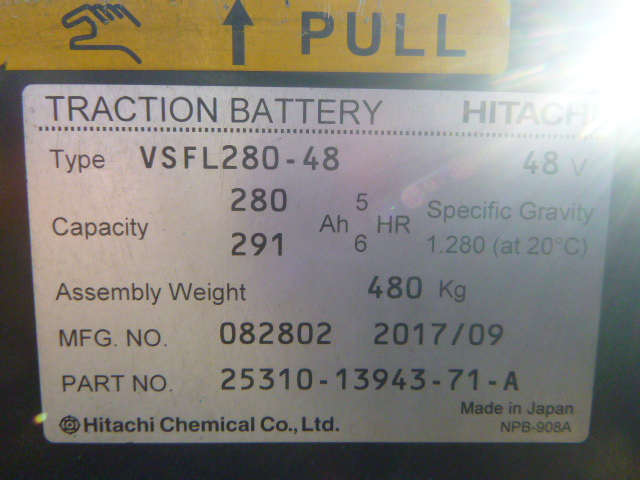 PULL
TRACTION BATTERY HITACHI
Type VSFL280-48 48 V
Capacity 280 Ah 5 HR Specific Gravity
291 6 1.280 (at 20°C)
Assembly Weight 480 Kg
MFG. NO. 082802 2017/09
PART NO. 25310-13943-71-A
Made in Japan
Hitachi Chemical Co., Ltd. NPB-908A